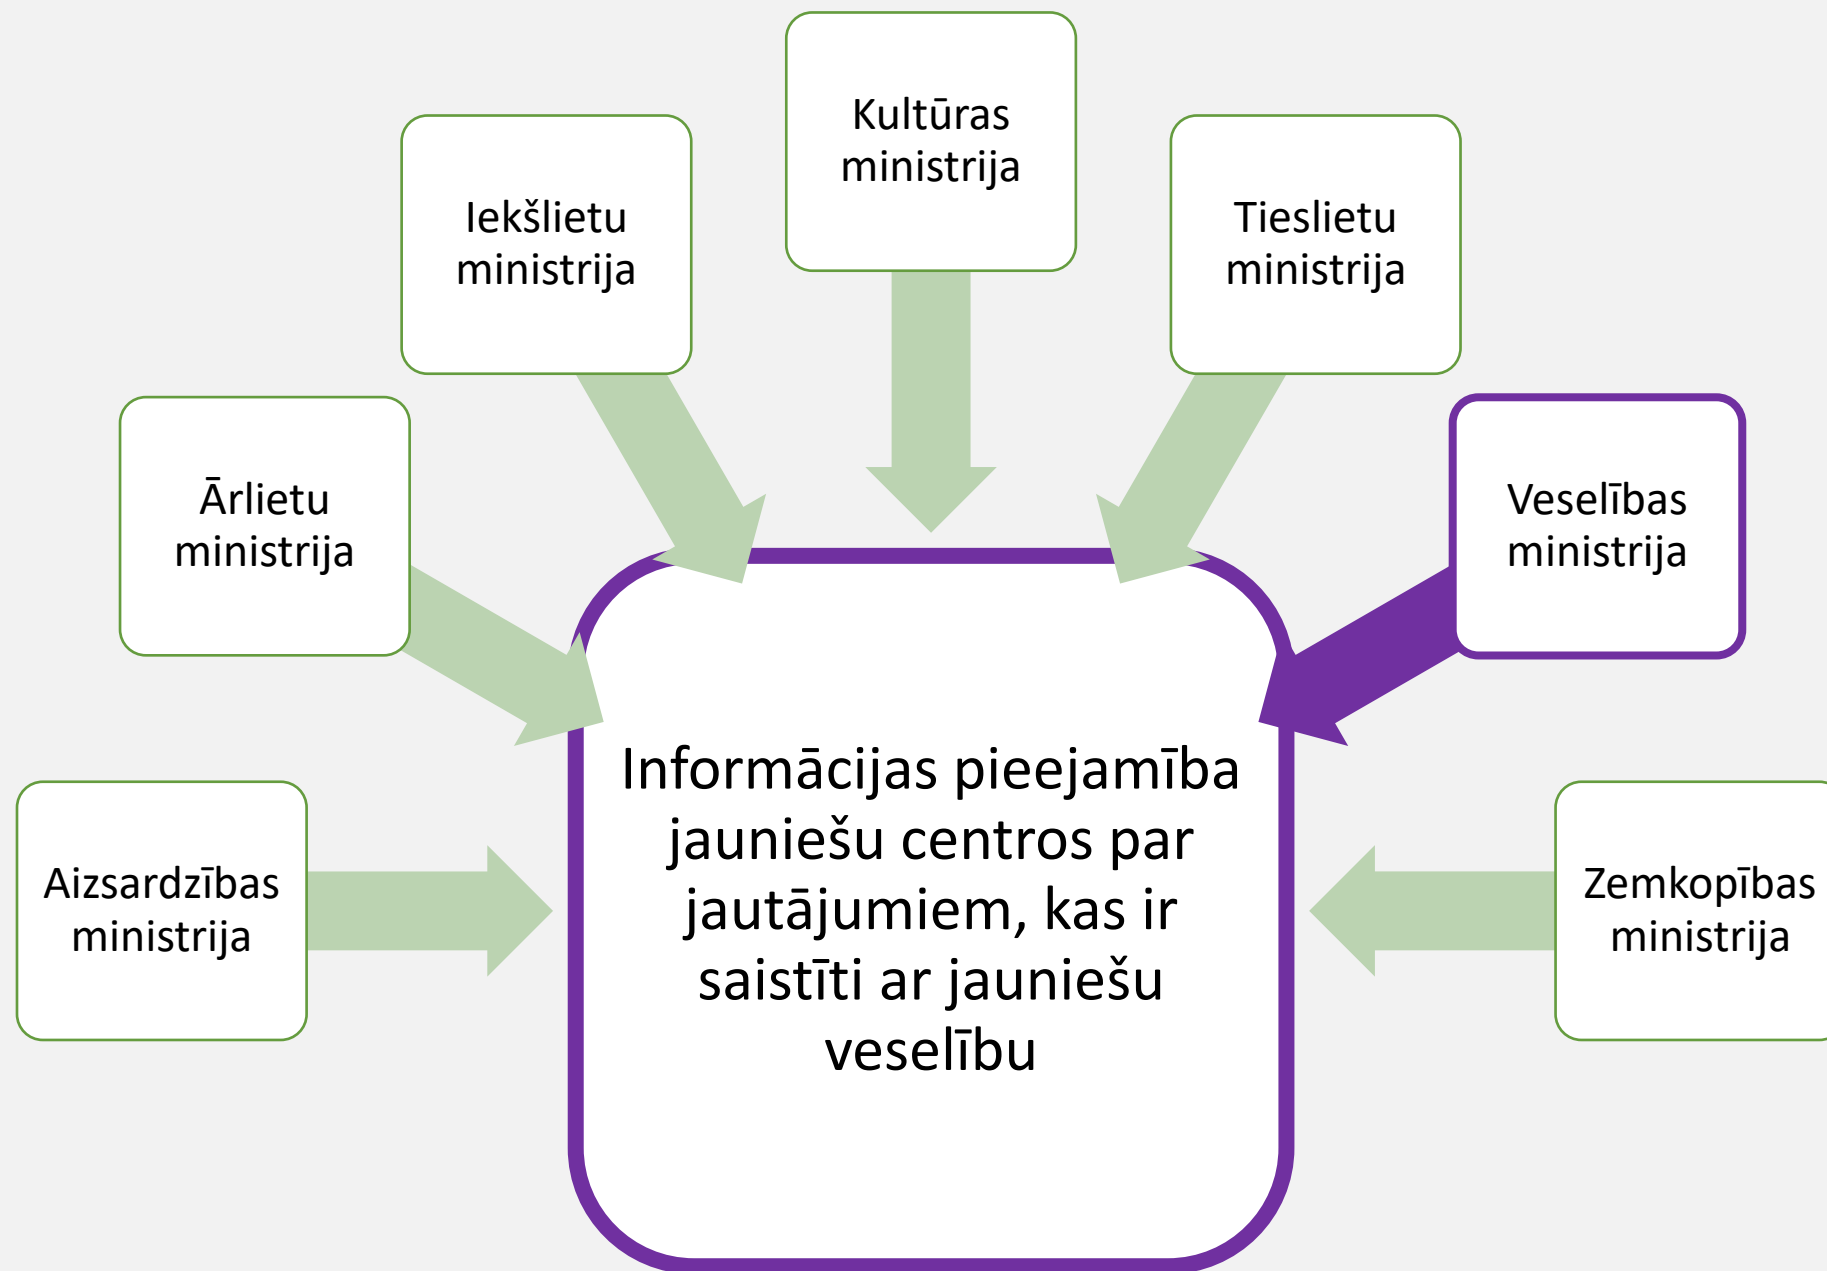 Kultūras
ministrija
Iekšlietu
ministrija
Tieslietu
ministrija
Ārlietu
ministrija
Veselības
ministrija
Aizsardzības
ministrija
Informācijas pieejamība
jauniešu centros par
jautājumiem, kas ir
saistīti ar jauniešu
veselību
Zemkopības
ministrija